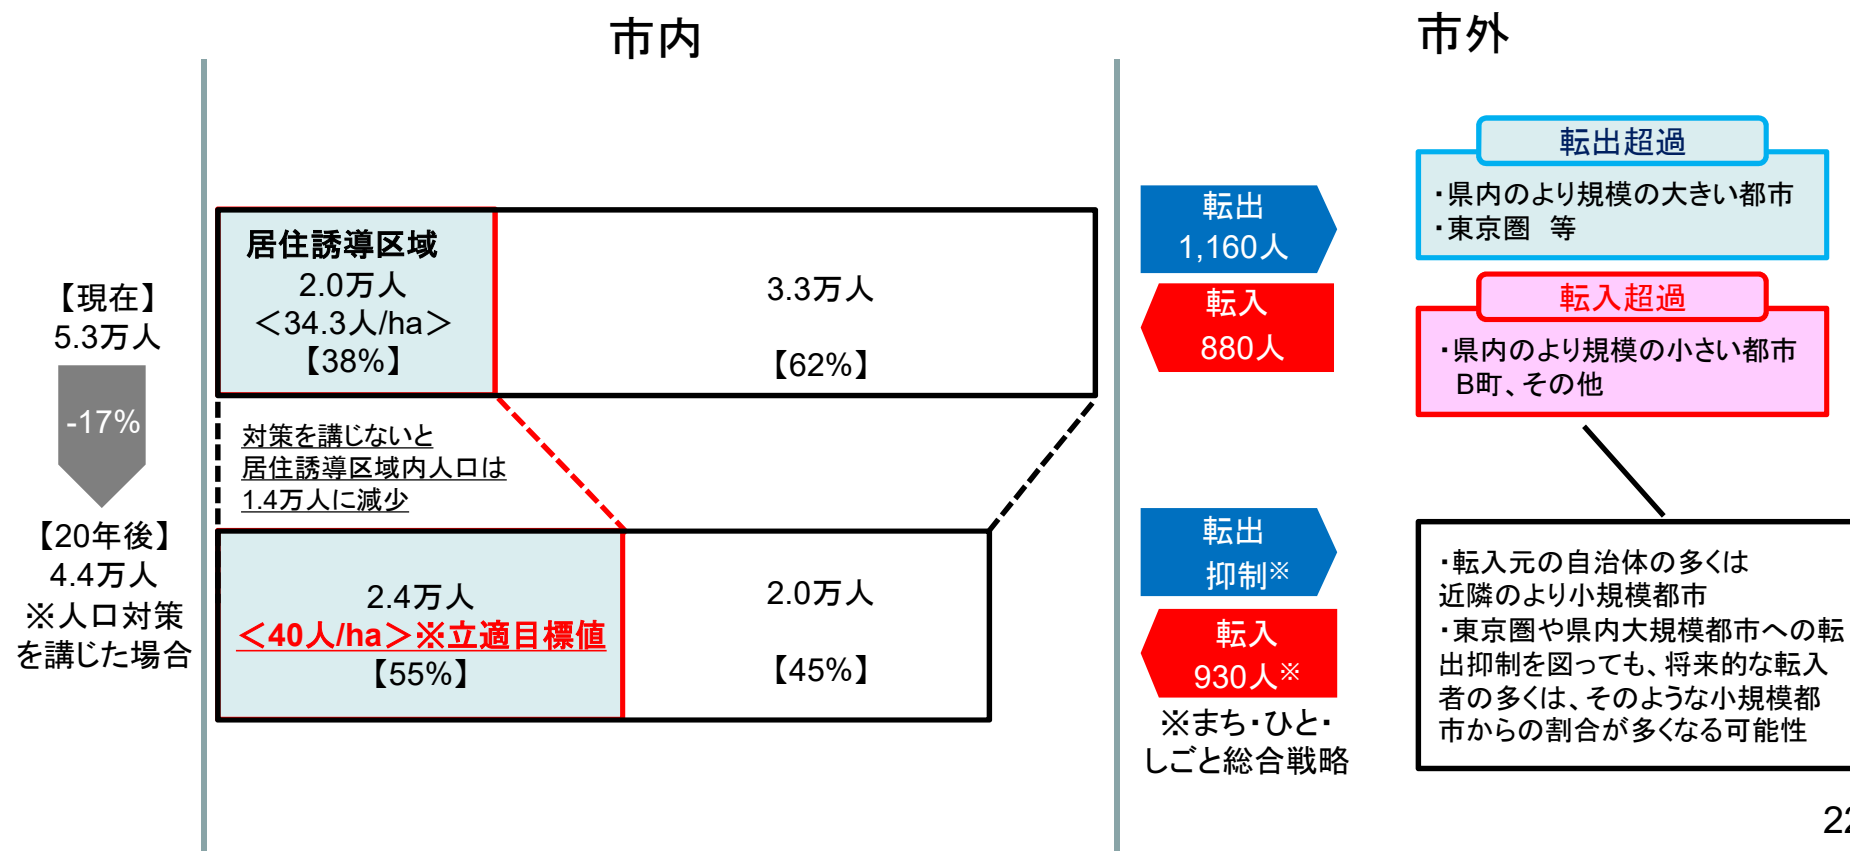 市内
市外
【現在】
5.3万人
-17%
【20年後】
4.4万人
※人口対策
を講じた場合
居住誘導区域
2.0万人
＜34.3人/ha＞
【38%】
3.3万人
【62%】
対策を講じないと
居住誘導区域内人口は
1.4万人に減少
2.4万人
＜40人/ha＞※立適目標値
【55%】
2.0万人
【45%】
転出
1,160人
転入
880人
転出
抑制※
転入
930人※
※まち・ひと・
しごと総合戦略
転出超過
・県内のより規模の大きい都市
・東京圏　等
転入超過
・県内のより規模の小さい都市
B町、その他
・転入元の自治体の多くは
近隣のより小規模都市
・東京圏や県内大規模都市への転
出抑制を図っても、将来的な転入
者の多くは、そのような小規模都
市からの割合が多くなる可能性
22